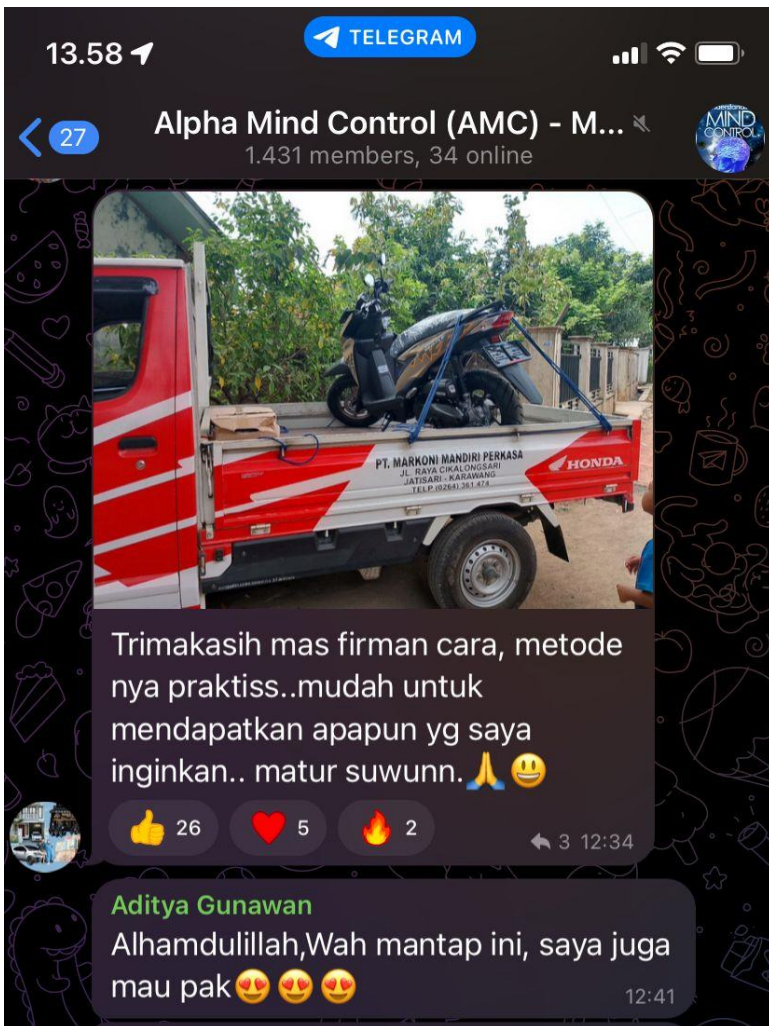 13.58
TELEGRAM
27
Alpha Mind Control (AMC) - M...
1.431 members, 34 online
MIND
CONTROL
PT. MARKONI MANDIRI PERKASA
JL. RAYA CIKALONGSARI
JATISARI - KARAWANG
TELP (0264) 361 474
HONDA
Trimakasih mas firman cara, metode
nya praktiss..mudah untuk
mendapatkan apapun yg saya
inginkan.. matur suwunn.🙏😃
👍 26 ❤️ 5 🔥 2
3 12:34
Aditya Gunawan
Alhamdulillah,Wah mantap ini, saya juga
mau pak😍😍😍
12:41